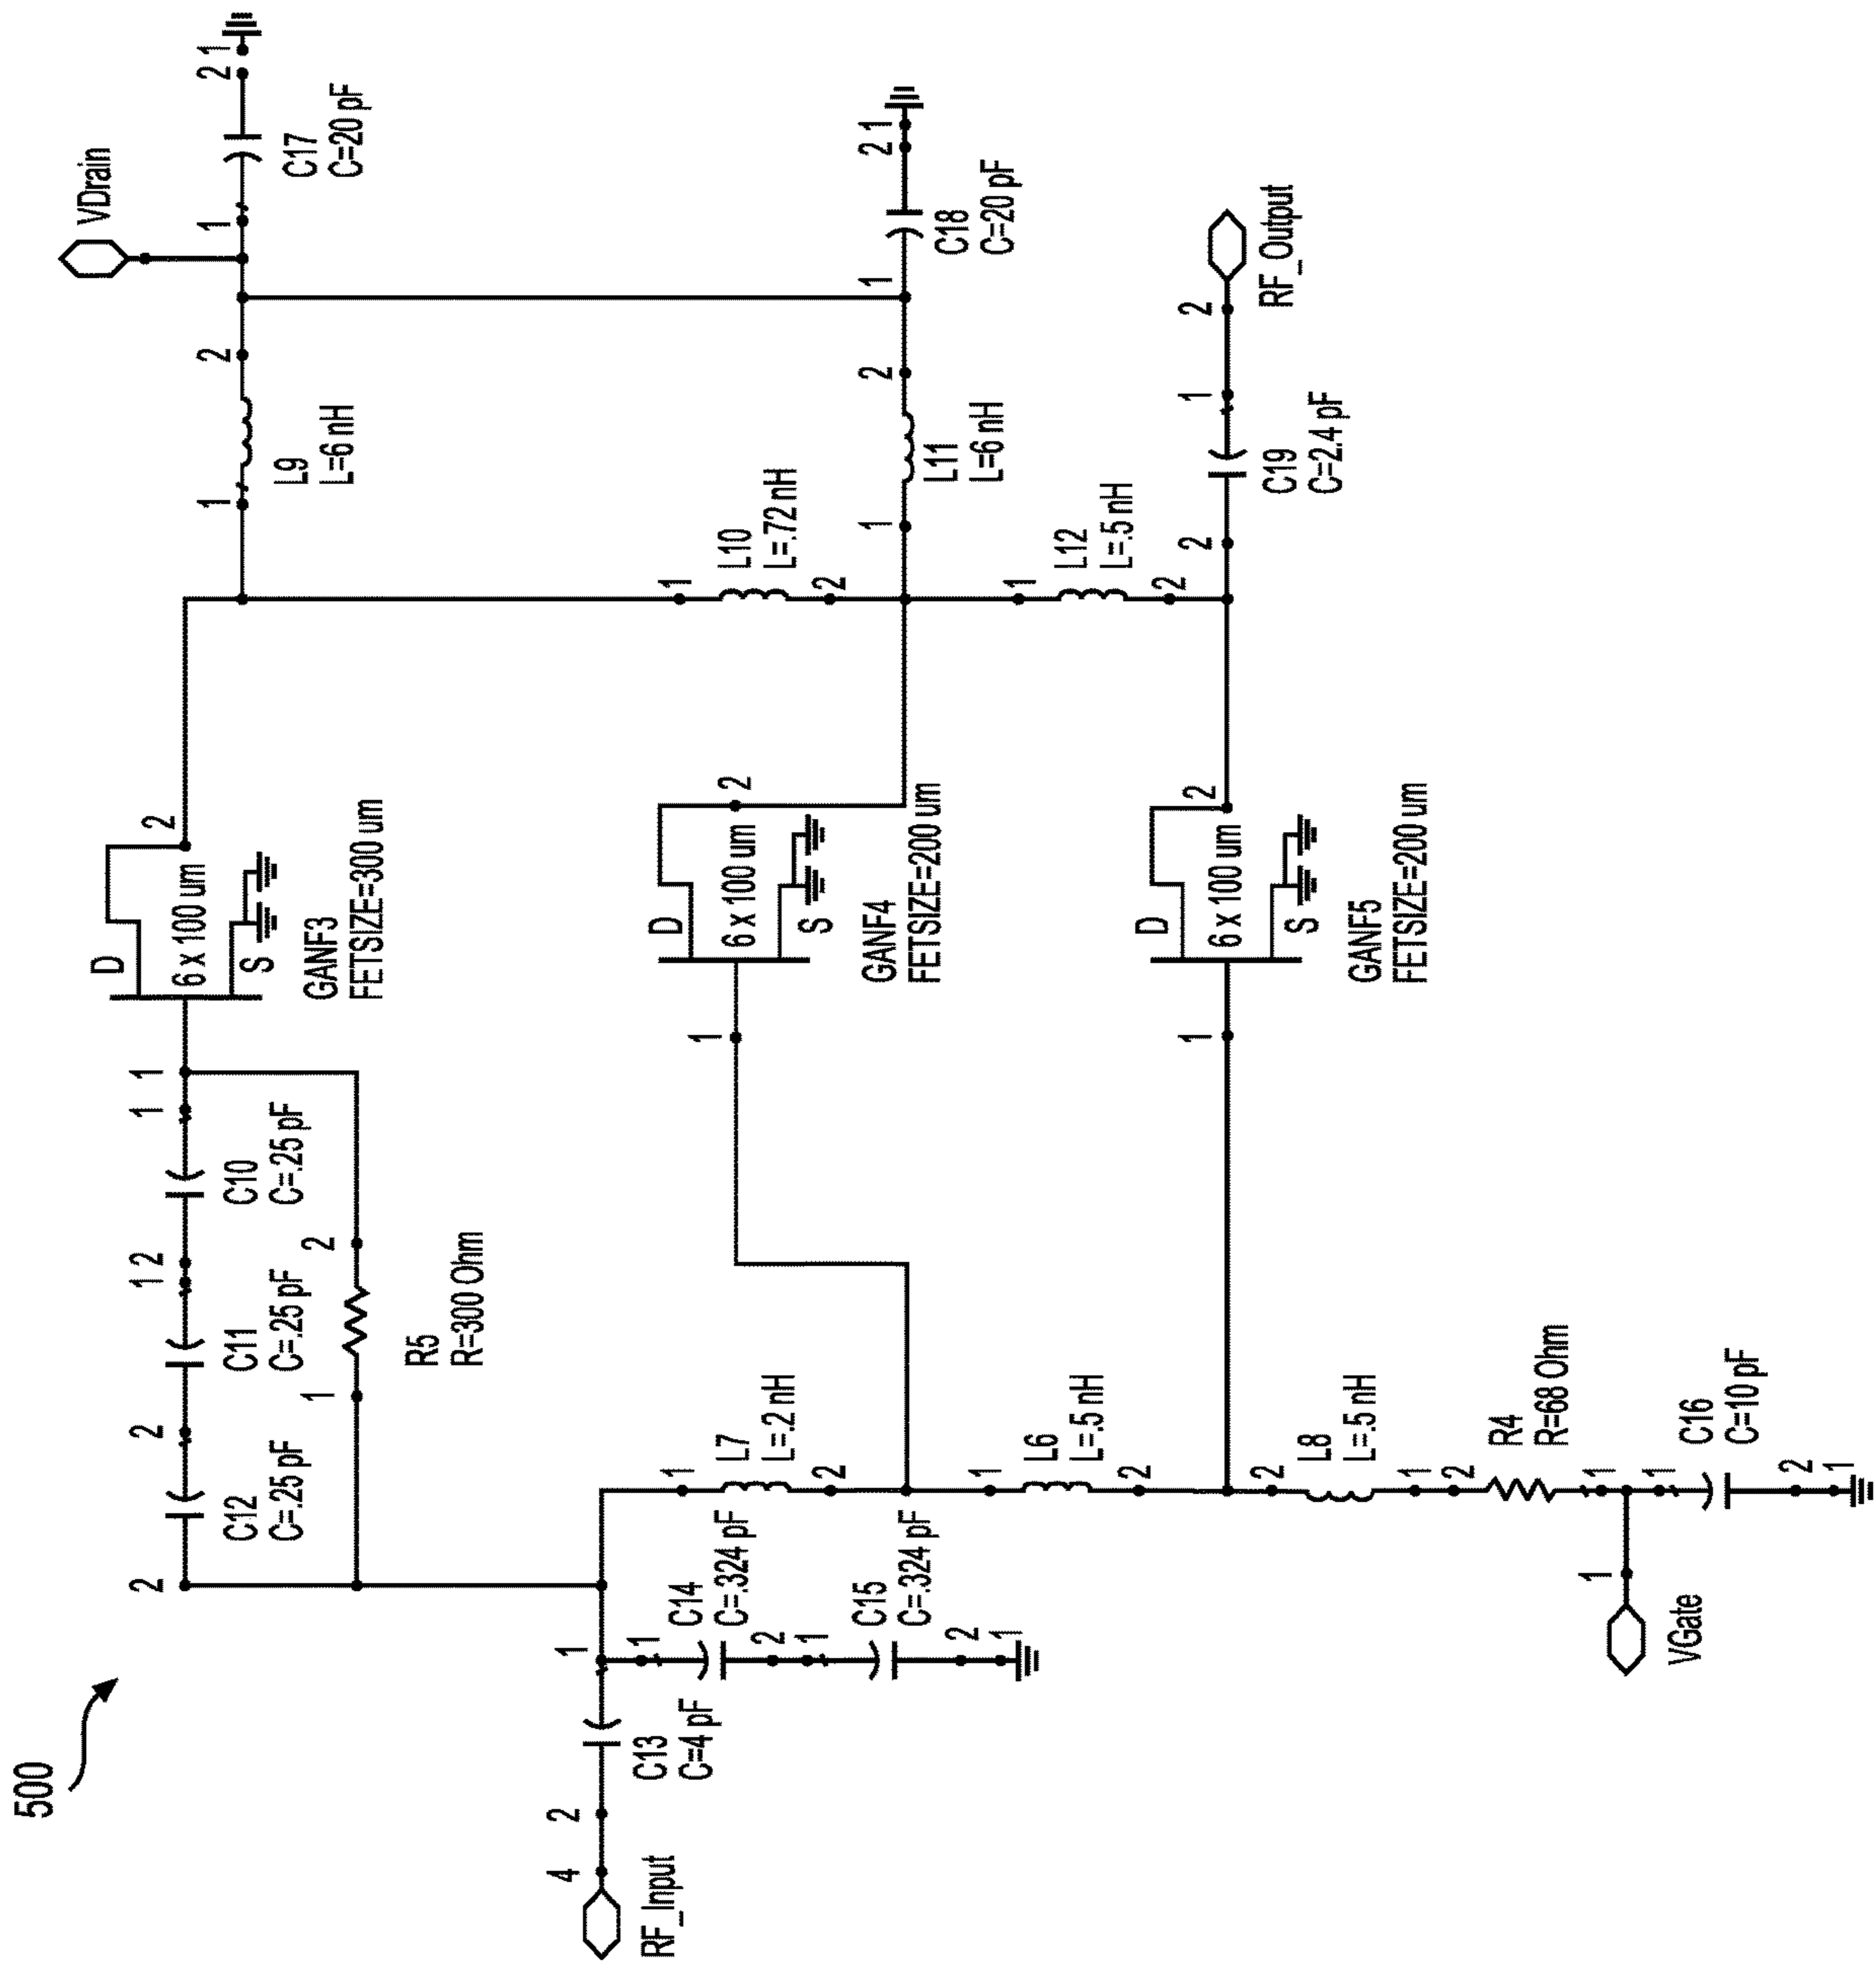 500
RF_Input
4
2
C13
C=4 pF
1
1
C14
C=.324 pF
2
1
C15
C=.324 pF
2
1
2
C12
C=.25 pF
2
C11
C=.25 pF
1 2
C10
C=.25 pF
1
1
1
R5
R=300 Ohm
2
D
6 x 100 um
S
2
GANF3
FETSIZE=300 um
1
L7
L=.2 nH
2
1
L6
L=.5 nH
2
2
L8
L=.5 nH
1
2
R4
R=68 Ohm
1
1
VGate
1
C16
C=10 pF
2
1
1
D
6 x 100 um
S
2
GANF4
FETSIZE=200 um
1
D
6 x 100 um
S
2
GANF5
FETSIZE=200 um
1
L9
L=6 nH
2
VDrain
1
C17
C=20 pF
2
1
1
L10
L=.72 nH
2
1
L11
L=6 nH
2
1
C18
C=20 pF
2
1
1
L12
L=.5 nH
2
2
C19
C=2.4 pF
1
2
RF_Output